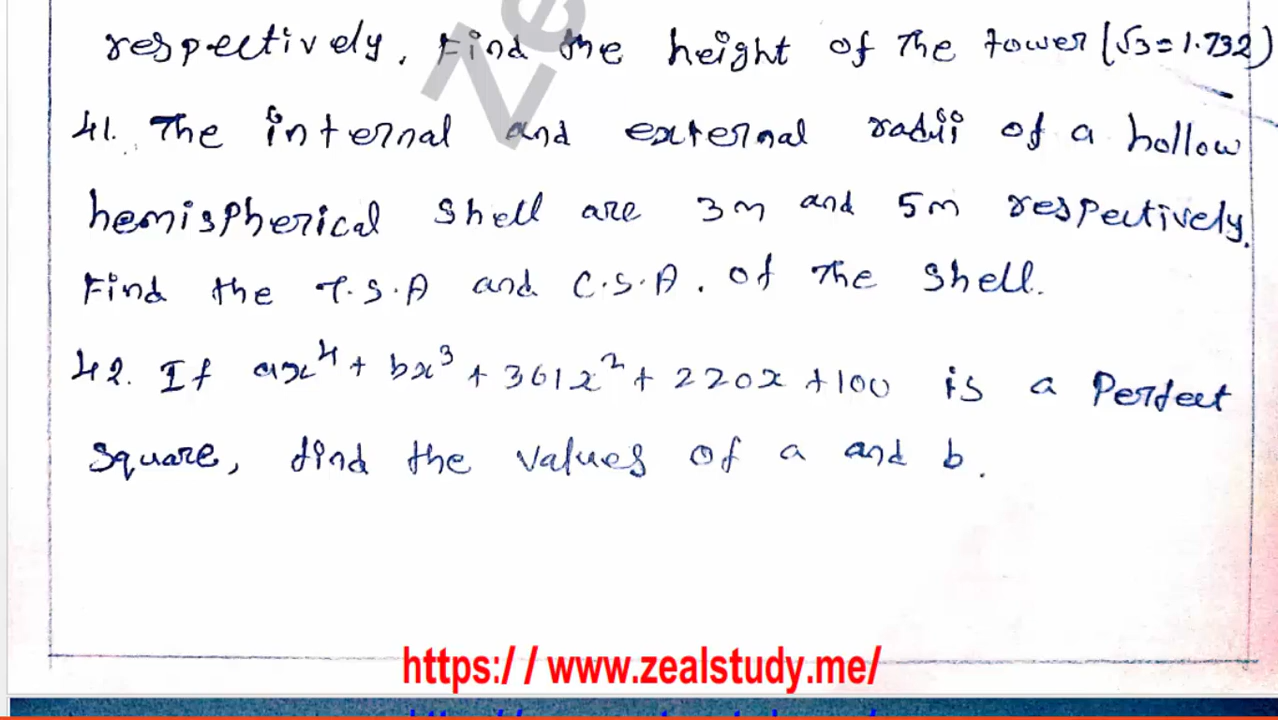 respectively. Find the height of the tower (√3 = 1.732)
41. The internal and external radii of a hollow
hemispherical shell are 3m and 5m respectively.
Find the T.S.A and C.S.A. of the shell.
42. If ax⁴ + bx³ + 361x² + 220x + 100 is a Perfect
square, find the values of a and b.
https: / / www.zealstudy.me/